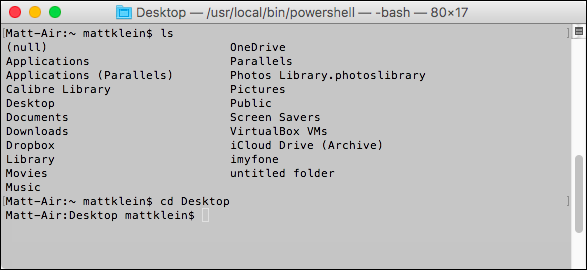 Desktop — /usr/local/bin/powershell — -bash — 80×17
[Matt-Air:~ mattklein$ ls ]
(null) OneDrive
Applications Parallels
Applications (Parallels) Photos Library.photoslibrary
Calibre Library Pictures
Desktop Public
Documents Screen Savers
Downloads VirtualBox VMs
Dropbox iCloud Drive (Archive)
Library imyfone
Movies untitled folder
Music
[Matt-Air:~ mattklein$ cd Desktop ]
Matt-Air:Desktop mattklein$